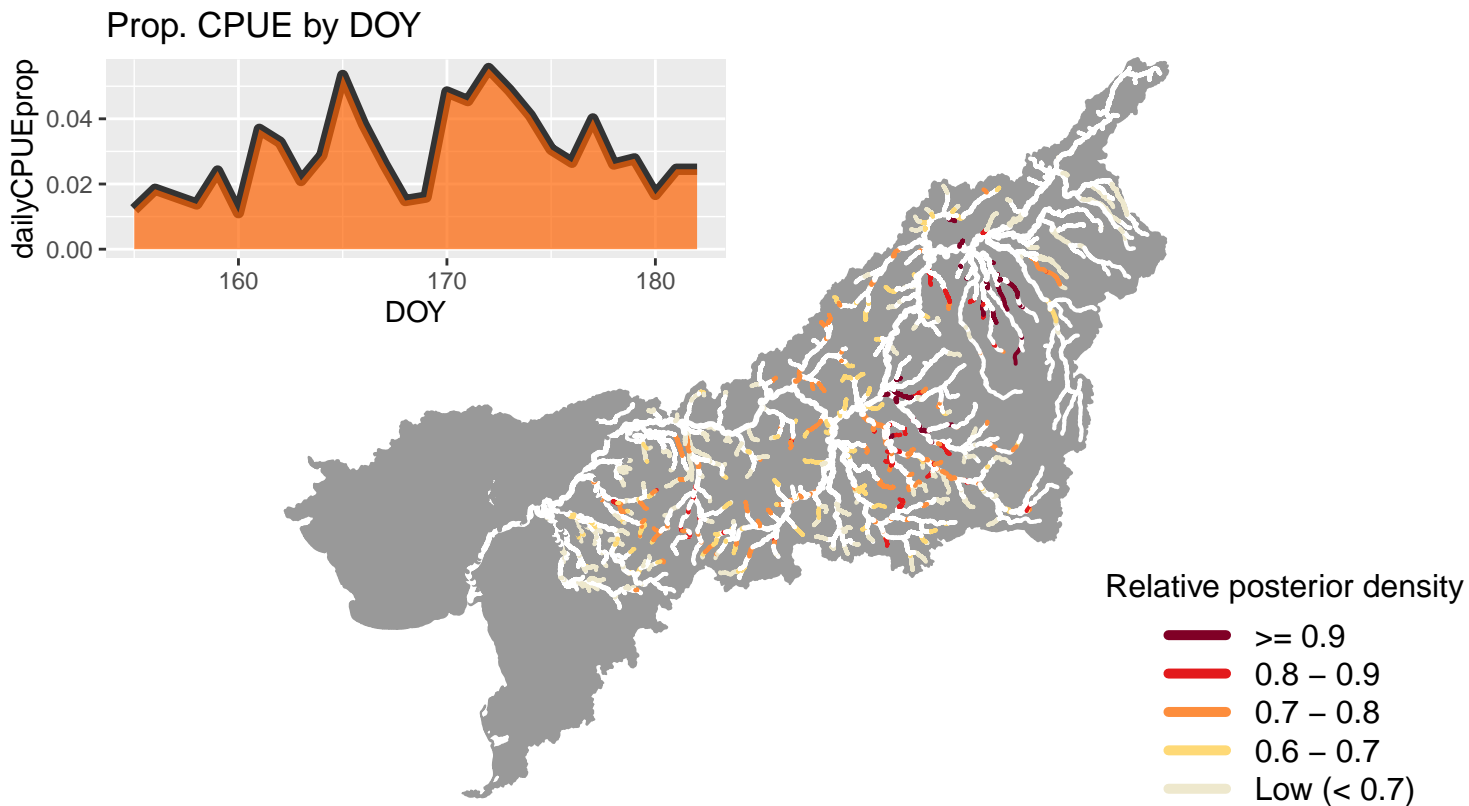 Prop. CPUE by DOY
dailyCPUEprop
0.04
0.02
0.00
160 170 180
DOY
Relative posterior density
>= 0.9
0.8 − 0.9
0.7 − 0.8
0.6 − 0.7
Low (< 0.7)